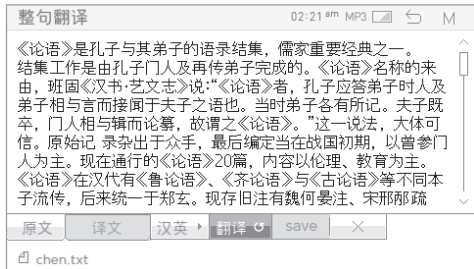 整句翻译 02:21 am MP3 M
《论语》是孔子与其弟子的语录结集，儒家重要经典之一。
结集工作是由孔子门人及再传弟子完成的。《论语》名称的来
由，班固《汉书·艺文志》说:“《论语》者，孔子应答弟子时人及
弟子相与言而接闻于夫子之语也。当时弟子各有所记。夫子既
卒，门人相与辑而论篡，故谓之《论语》。”这一说法，大体可
信。原始记 录杂出于众手，最后编定当在战国初期，以曾参门
人为主。现在通行的《论语》20篇，内容以伦理、教育为主。
《论语》在汉代有《鲁论语》、《齐论语》与《古论语》等不同本
子流传，后来统一于郑玄。现存旧注有魏何晏注、宋邢邴疏
原文 译文 汉英 翻译 save
chen.txt